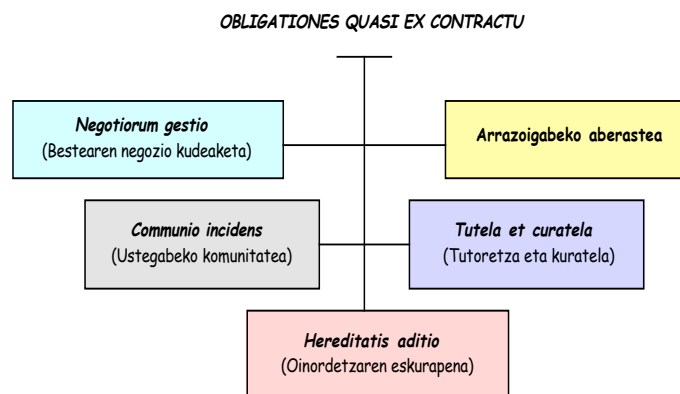 OBLIGATIONES QUASI EX CONTRACTU
Negotiorum gestio
(Bestearen negozio kudeaketa)
Arrazoigabeko aberastea
Communio incidens
(Ustegabeko komunitatea)
Tutela et curatela
(Tutoretza eta kuratela)
Hereditatis aditio
(Oinordetzaren eskurapena)